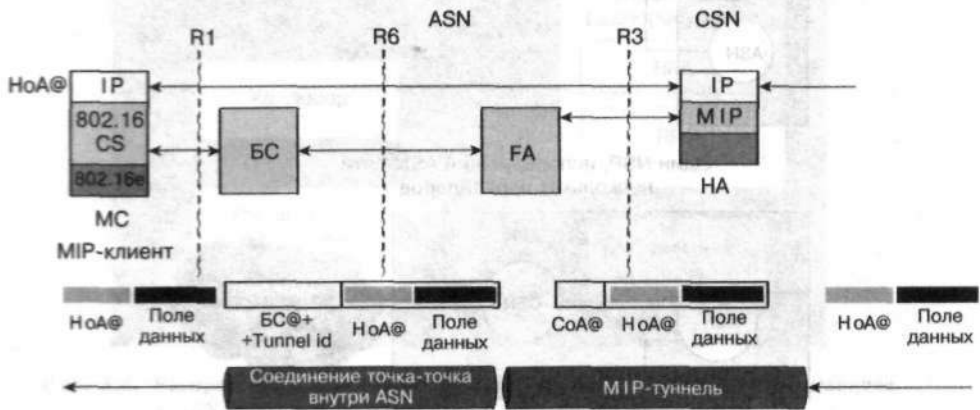 ASN
CSN
R1
R6
R3
HoA@
IP
802.16
CS
802.16e
МС
MIP-клиент
БС
FA
IP
MIP
HA
HoA@
Поле
данных
БС@+
+Tunnel id
HoA@
Поле
данных
CoA@
HoA@
Поле
данных
HoA@
Поле
данных
Соединение точка-точка
внутри ASN
MIP-туннель